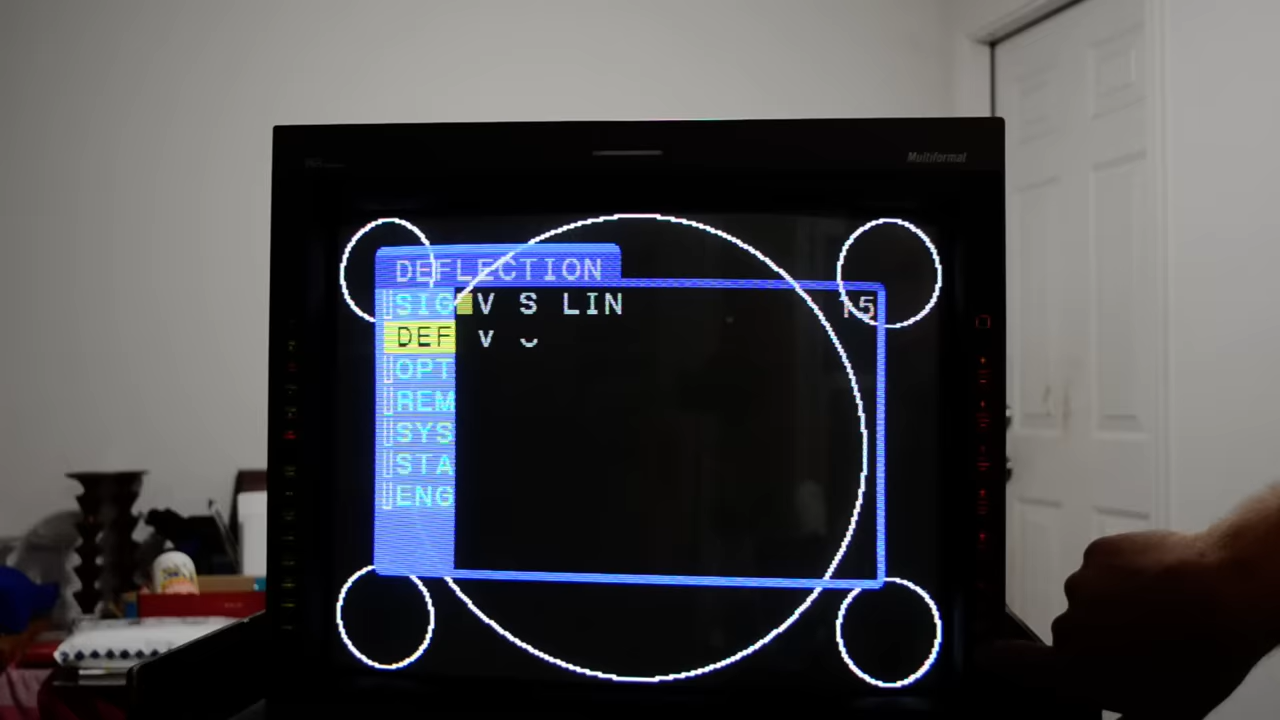 Multiformat
DEFLECTION
SIG V S LIN 15
DEF V ⌣
OPT
REM
SYS
STA
ENG